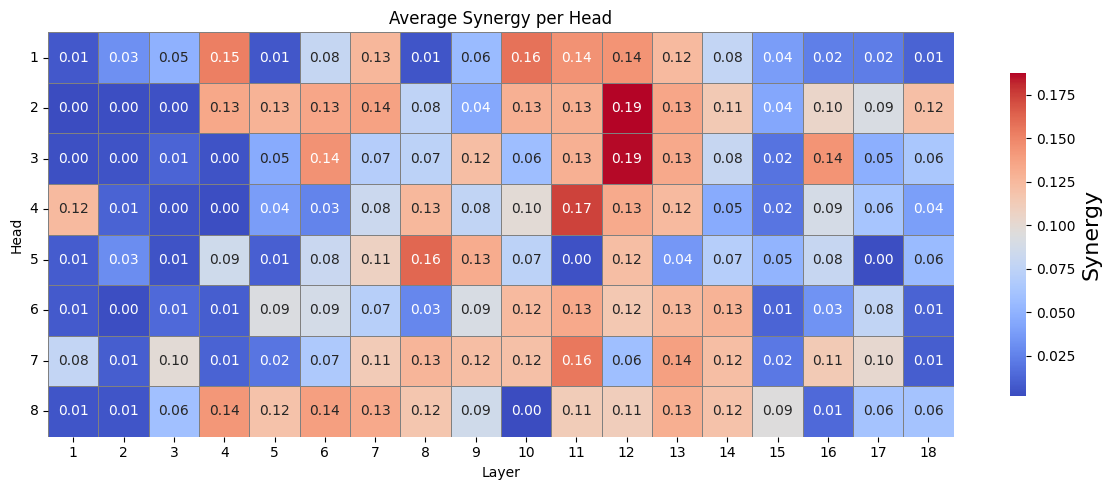 Average Synergy per Head
1 0.01 0.03 0.05 0.15 0.01 0.08 0.13 0.01 0.06 0.16 0.14 0.14 0.12 0.08 0.04 0.02 0.02 0.01
2 0.00 0.00 0.00 0.13 0.13 0.13 0.14 0.08 0.04 0.13 0.13 0.19 0.13 0.11 0.04 0.10 0.09 0.12
3 0.00 0.00 0.01 0.00 0.05 0.14 0.07 0.07 0.12 0.06 0.13 0.19 0.13 0.08 0.02 0.14 0.05 0.06
4 0.12 0.01 0.00 0.00 0.04 0.03 0.08 0.13 0.08 0.10 0.17 0.13 0.12 0.05 0.02 0.09 0.06 0.04
5 0.01 0.03 0.01 0.09 0.01 0.08 0.11 0.16 0.13 0.07 0.00 0.12 0.04 0.07 0.05 0.08 0.00 0.06
6 0.01 0.00 0.01 0.01 0.09 0.09 0.07 0.03 0.09 0.12 0.13 0.12 0.13 0.13 0.01 0.03 0.08 0.01
7 0.08 0.01 0.10 0.01 0.02 0.07 0.11 0.13 0.12 0.12 0.16 0.06 0.14 0.12 0.02 0.11 0.10 0.01
8 0.01 0.01 0.06 0.14 0.12 0.14 0.13 0.12 0.09 0.00 0.11 0.11 0.13 0.12 0.09 0.01 0.06 0.06
1 2 3 4 5 6 7 8 9 10 11 12 13 14 15 16 17 18
Layer
Head
0.175
0.150
0.125
0.100
0.075
0.050
0.025
Synergy